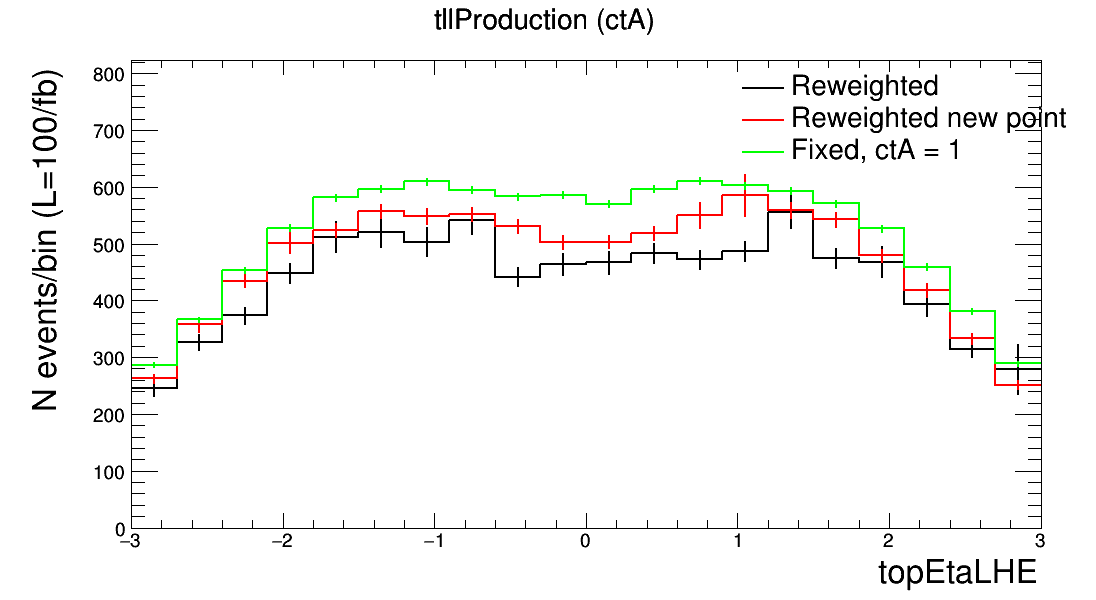 tllProduction (ctA)
N events/bin (L=100/fb)
800
700
600
500
400
300
200
100
0
Reweighted
Reweighted new point
Fixed, ctA = 1
−3
−2
−1
0
1
2
3
topEtaLHE